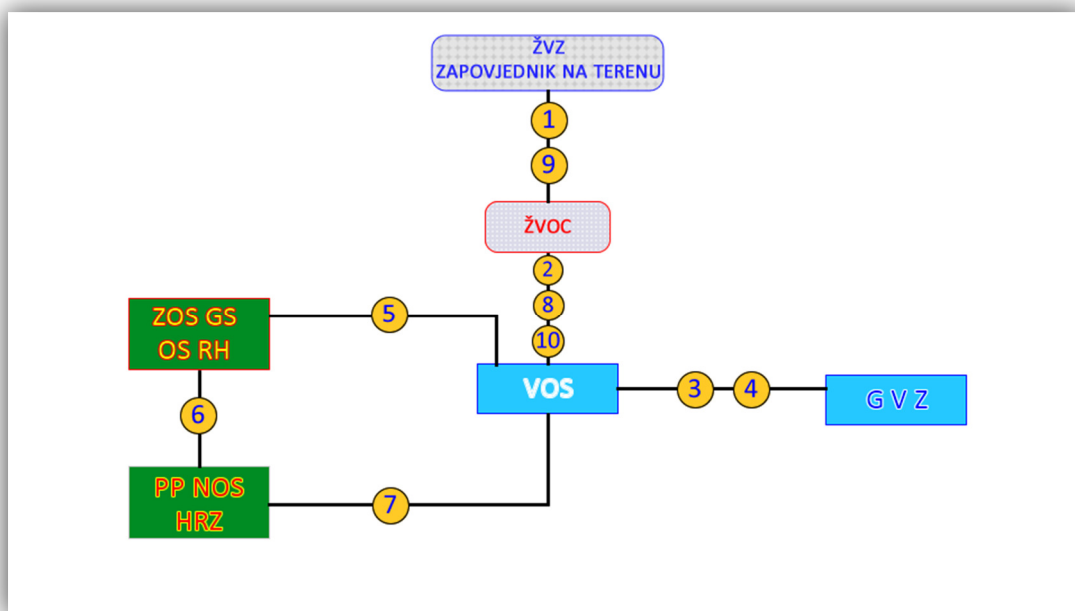 ŽVZ
ZAPOVJEDNIK NA TERENU
1
9
ŽVOC
2
8
10
ZOS GS
OS RH
5
VOS
3
4
G V Z
6
PP NOS
HRZ
7